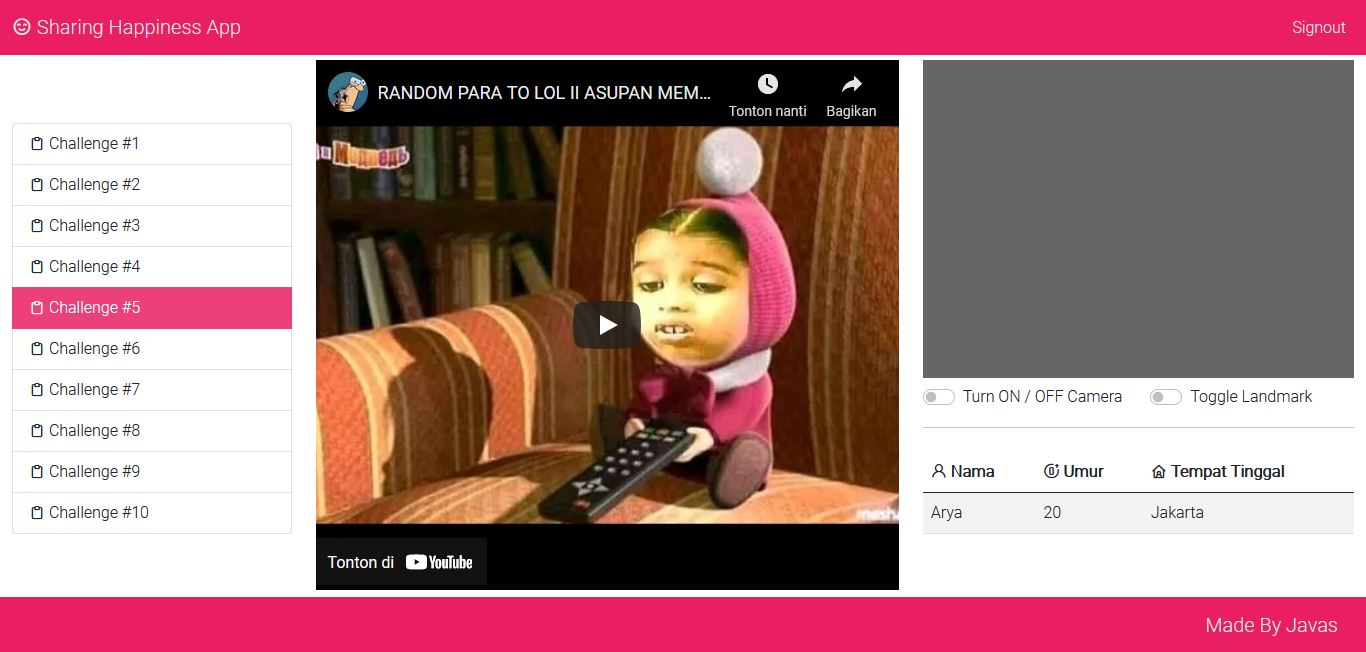 Sharing Happiness App
Signout
Challenge #1
Challenge #2
Challenge #3
Challenge #4
Challenge #5
Challenge #6
Challenge #7
Challenge #8
Challenge #9
Challenge #10
RANDOM PARA TO LOL II ASUPAN MEM...
Tonton nanti
Bagikan
Медведь
mash
Tonton di YouTube
Turn ON / OFF Camera
Toggle Landmark
Nama Umur Tempat Tinggal
Arya 20 Jakarta
Made By Javas